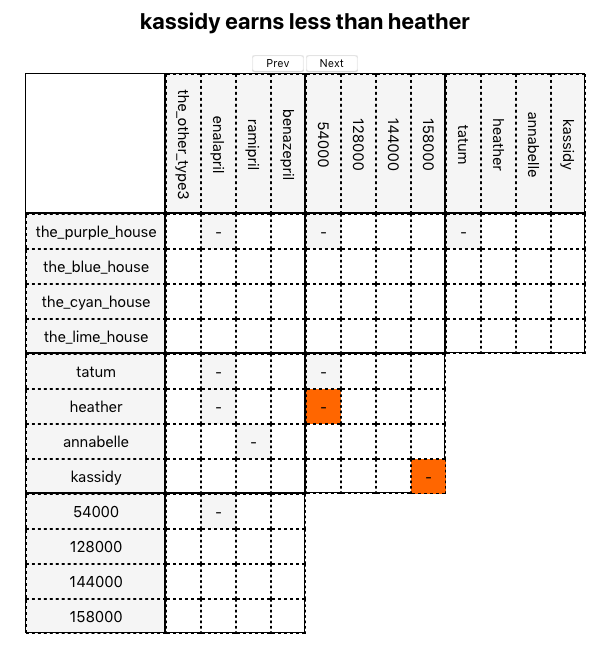 kassidy earns less than heather
Prev Next
the_other_type3 enalapril ramipril benazepril 54000 128000 144000 158000 tatum heather annabelle kassidy
the_purple_house - - -
the_blue_house
the_cyan_house
the_lime_house
tatum - -
heather - -
annabelle -
kassidy -
54000 -
128000
144000
158000